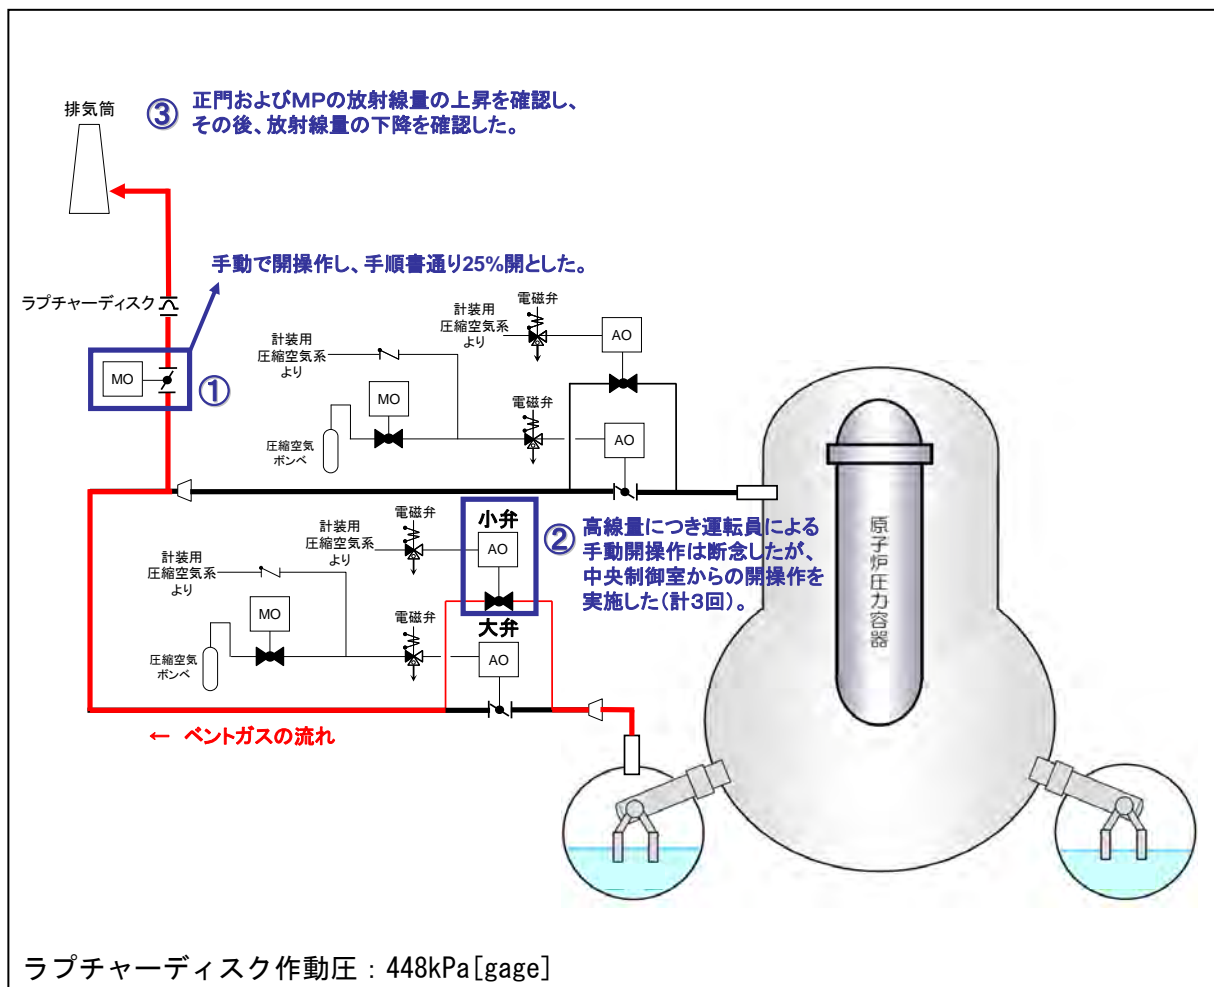 排気筒
③
正門およびMPの放射線量の上昇を確認し、
その後、放射線量の下降を確認した。
手動で開操作し、手順書通り25%開とした。
ラプチャーディスク
MO
①
計装用
圧縮空気系
より
電磁弁
AO
計装用
圧縮空気系
より
MO
電磁弁
AO
圧縮空気
ボンベ
計装用
圧縮空気系
より
電磁弁
小弁
AO
②
高線量につき運転員による
手動開操作は断念したが、
中央制御室からの開操作を
実施した(計3回)。
計装用
圧縮空気系
より
MO
電磁弁
大弁
AO
圧縮空気
ボンベ
← ベントガスの流れ
原子炉圧力容器
ラプチャーディスク作動圧：448kPa[gage]